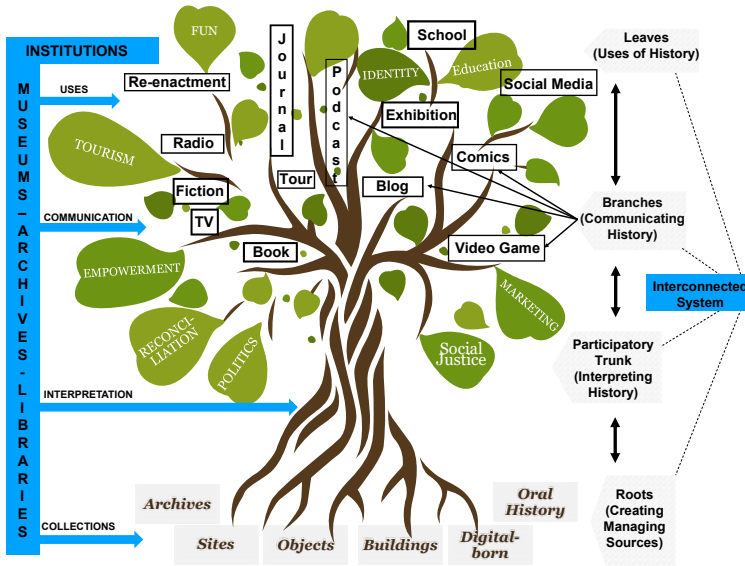 INSTITUTIONS
MUSEUMS – ARCHIVES - LIBRARIES
USES
COMMUNICATION
INTERPRETATION
COLLECTIONS
FUN
Re-enactment
Journal
Podcast
School
IDENTITY
Education
Social Media
Exhibition
TOURISM
Radio
Comics
Fiction
Tour
Blog
TV
Book
Video Game
EMPOWERMENT
MARKETING
RECONCI-
LIATION
POLITICS
Social
Justice
Archives
Oral
History
Sites
Objects
Buildings
Digital-
born
Leaves
(Uses of History)
Branches
(Communicating
History)
Interconnected
System
Participatory
Trunk
(Interpreting
History)
Roots
(Creating
Managing
Sources)